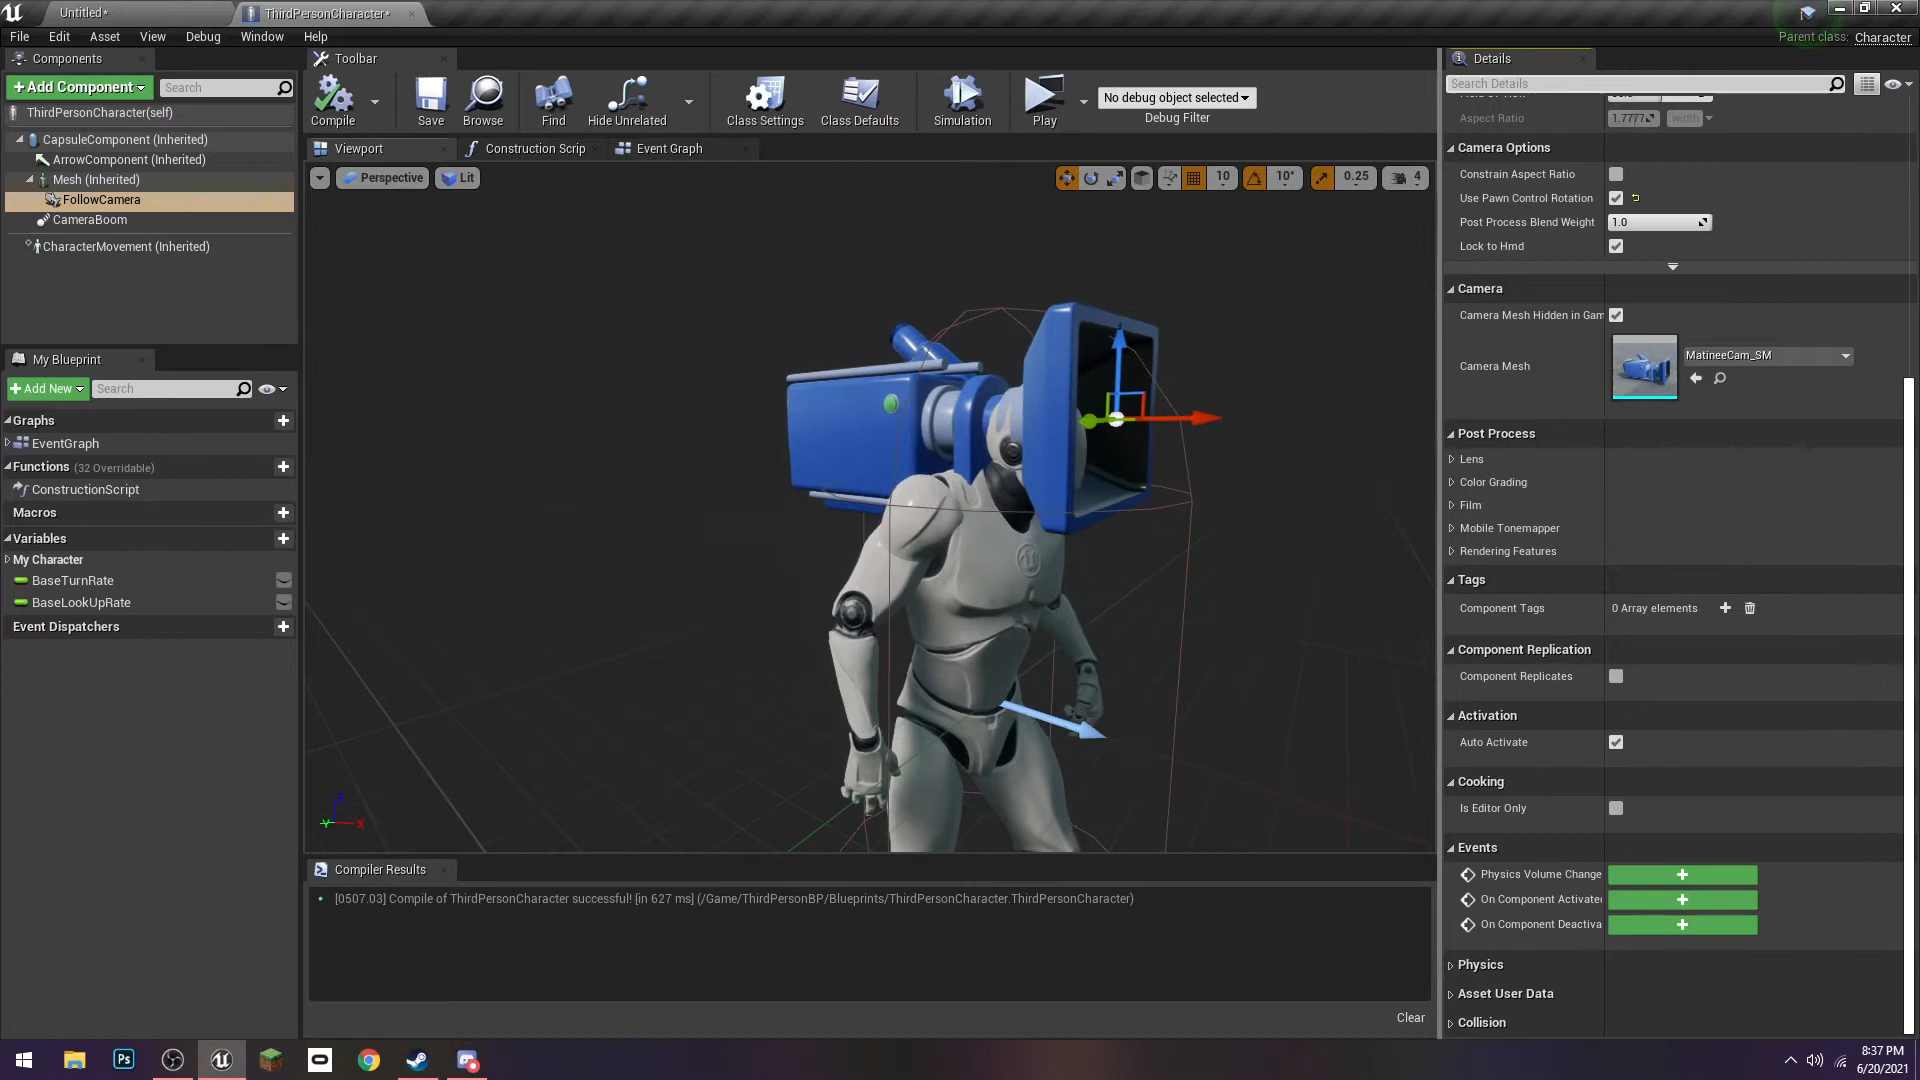 Untitled*
ThirdPersonCharacter*
File Edit Asset View Debug Window Help
Parent class: Character
Components
+ Add Component
Search
ThirdPersonCharacter(self)
CapsuleComponent (Inherited)
ArrowComponent (Inherited)
Mesh (Inherited)
FollowCamera
CameraBoom
CharacterMovement (Inherited)
My Blueprint
+ Add New
Search
Graphs
EventGraph
Functions (32 Overridable)
ConstructionScript
Macros
Variables
My Character
BaseTurnRate
BaseLookUpRate
Event Dispatchers
Toolbar
Compile
Save
Browse
Find
Hide Unrelated
Class Settings
Class Defaults
Simulation
Play
No debug object selected
Debug Filter
Viewport
Construction Scrip
Event Graph
Perspective
Lit
10
10°
0.25
4
Z
Y
X
Compiler Results
[0507.03] Compile of ThirdPersonCharacter successful! [in 627 ms] (/Game/ThirdPersonBP/Blueprints/ThirdPersonCharacter.ThirdPersonCharacter)
Clear
Details
Search Details
Aspect Ratio 1.7777 width
Camera Options
Constrain Aspect Ratio
Use Pawn Control Rotation
Post Process Blend Weight 1.0
Lock to Hmd
Camera
Camera Mesh Hidden in Gam
Camera Mesh
MatineeCam_SM
Post Process
Lens
Color Grading
Film
Mobile Tonemapper
Rendering Features
Tags
Component Tags 0 Array elements
Component Replication
Component Replicates
Activation
Auto Activate
Cooking
Is Editor Only
Events
Physics Volume Change
On Component Activate
On Component Deactiva
Physics
Asset User Data
Collision
Ps
8:37 PM
6/20/2021